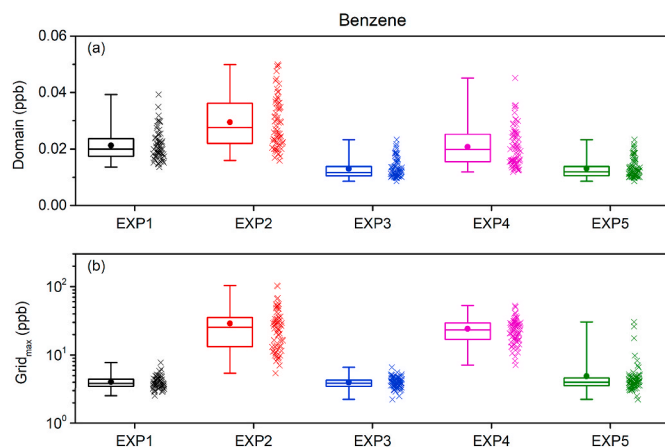 Benzene
(a)
Domain (ppb)
0.06
0.04
0.02
0.00
EXP1 EXP2 EXP3 EXP4 EXP5
(b)
Grid_max (ppb)
10²
10¹
10⁰
EXP1 EXP2 EXP3 EXP4 EXP5